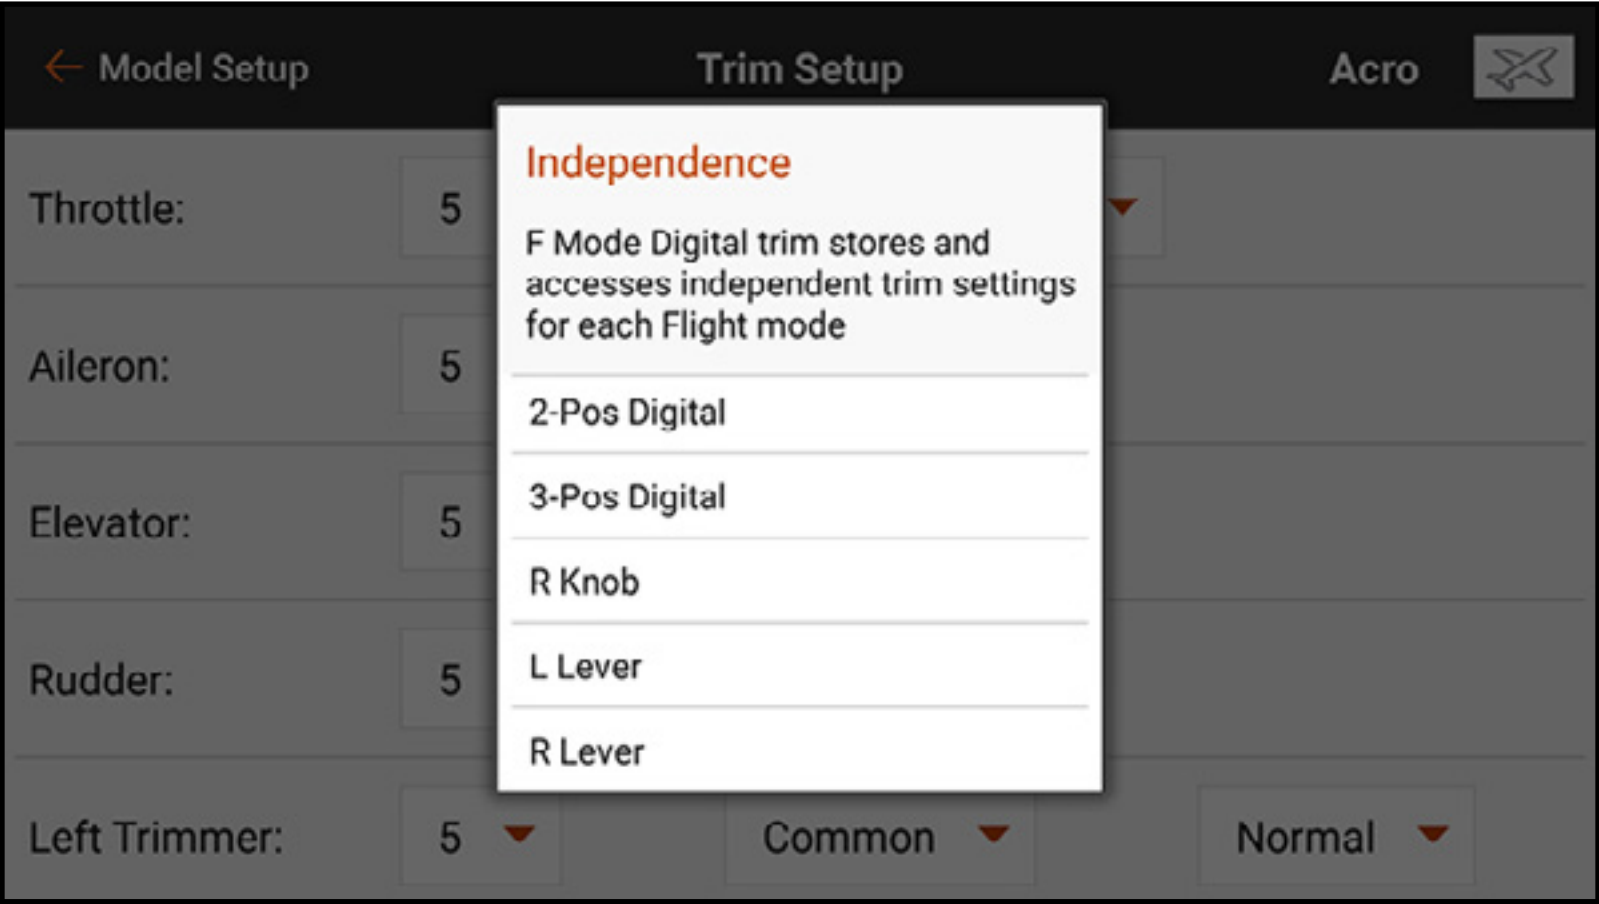 Model Setup
Trim Setup
Acro
Throttle:
5
Aileron:
5
Elevator:
5
Rudder:
5
Left Trimmer:
5
Common
Normal
Independence
F Mode Digital trim stores and
accesses independent trim settings
for each Flight mode
2-Pos Digital
3-Pos Digital
R Knob
L Lever
R Lever